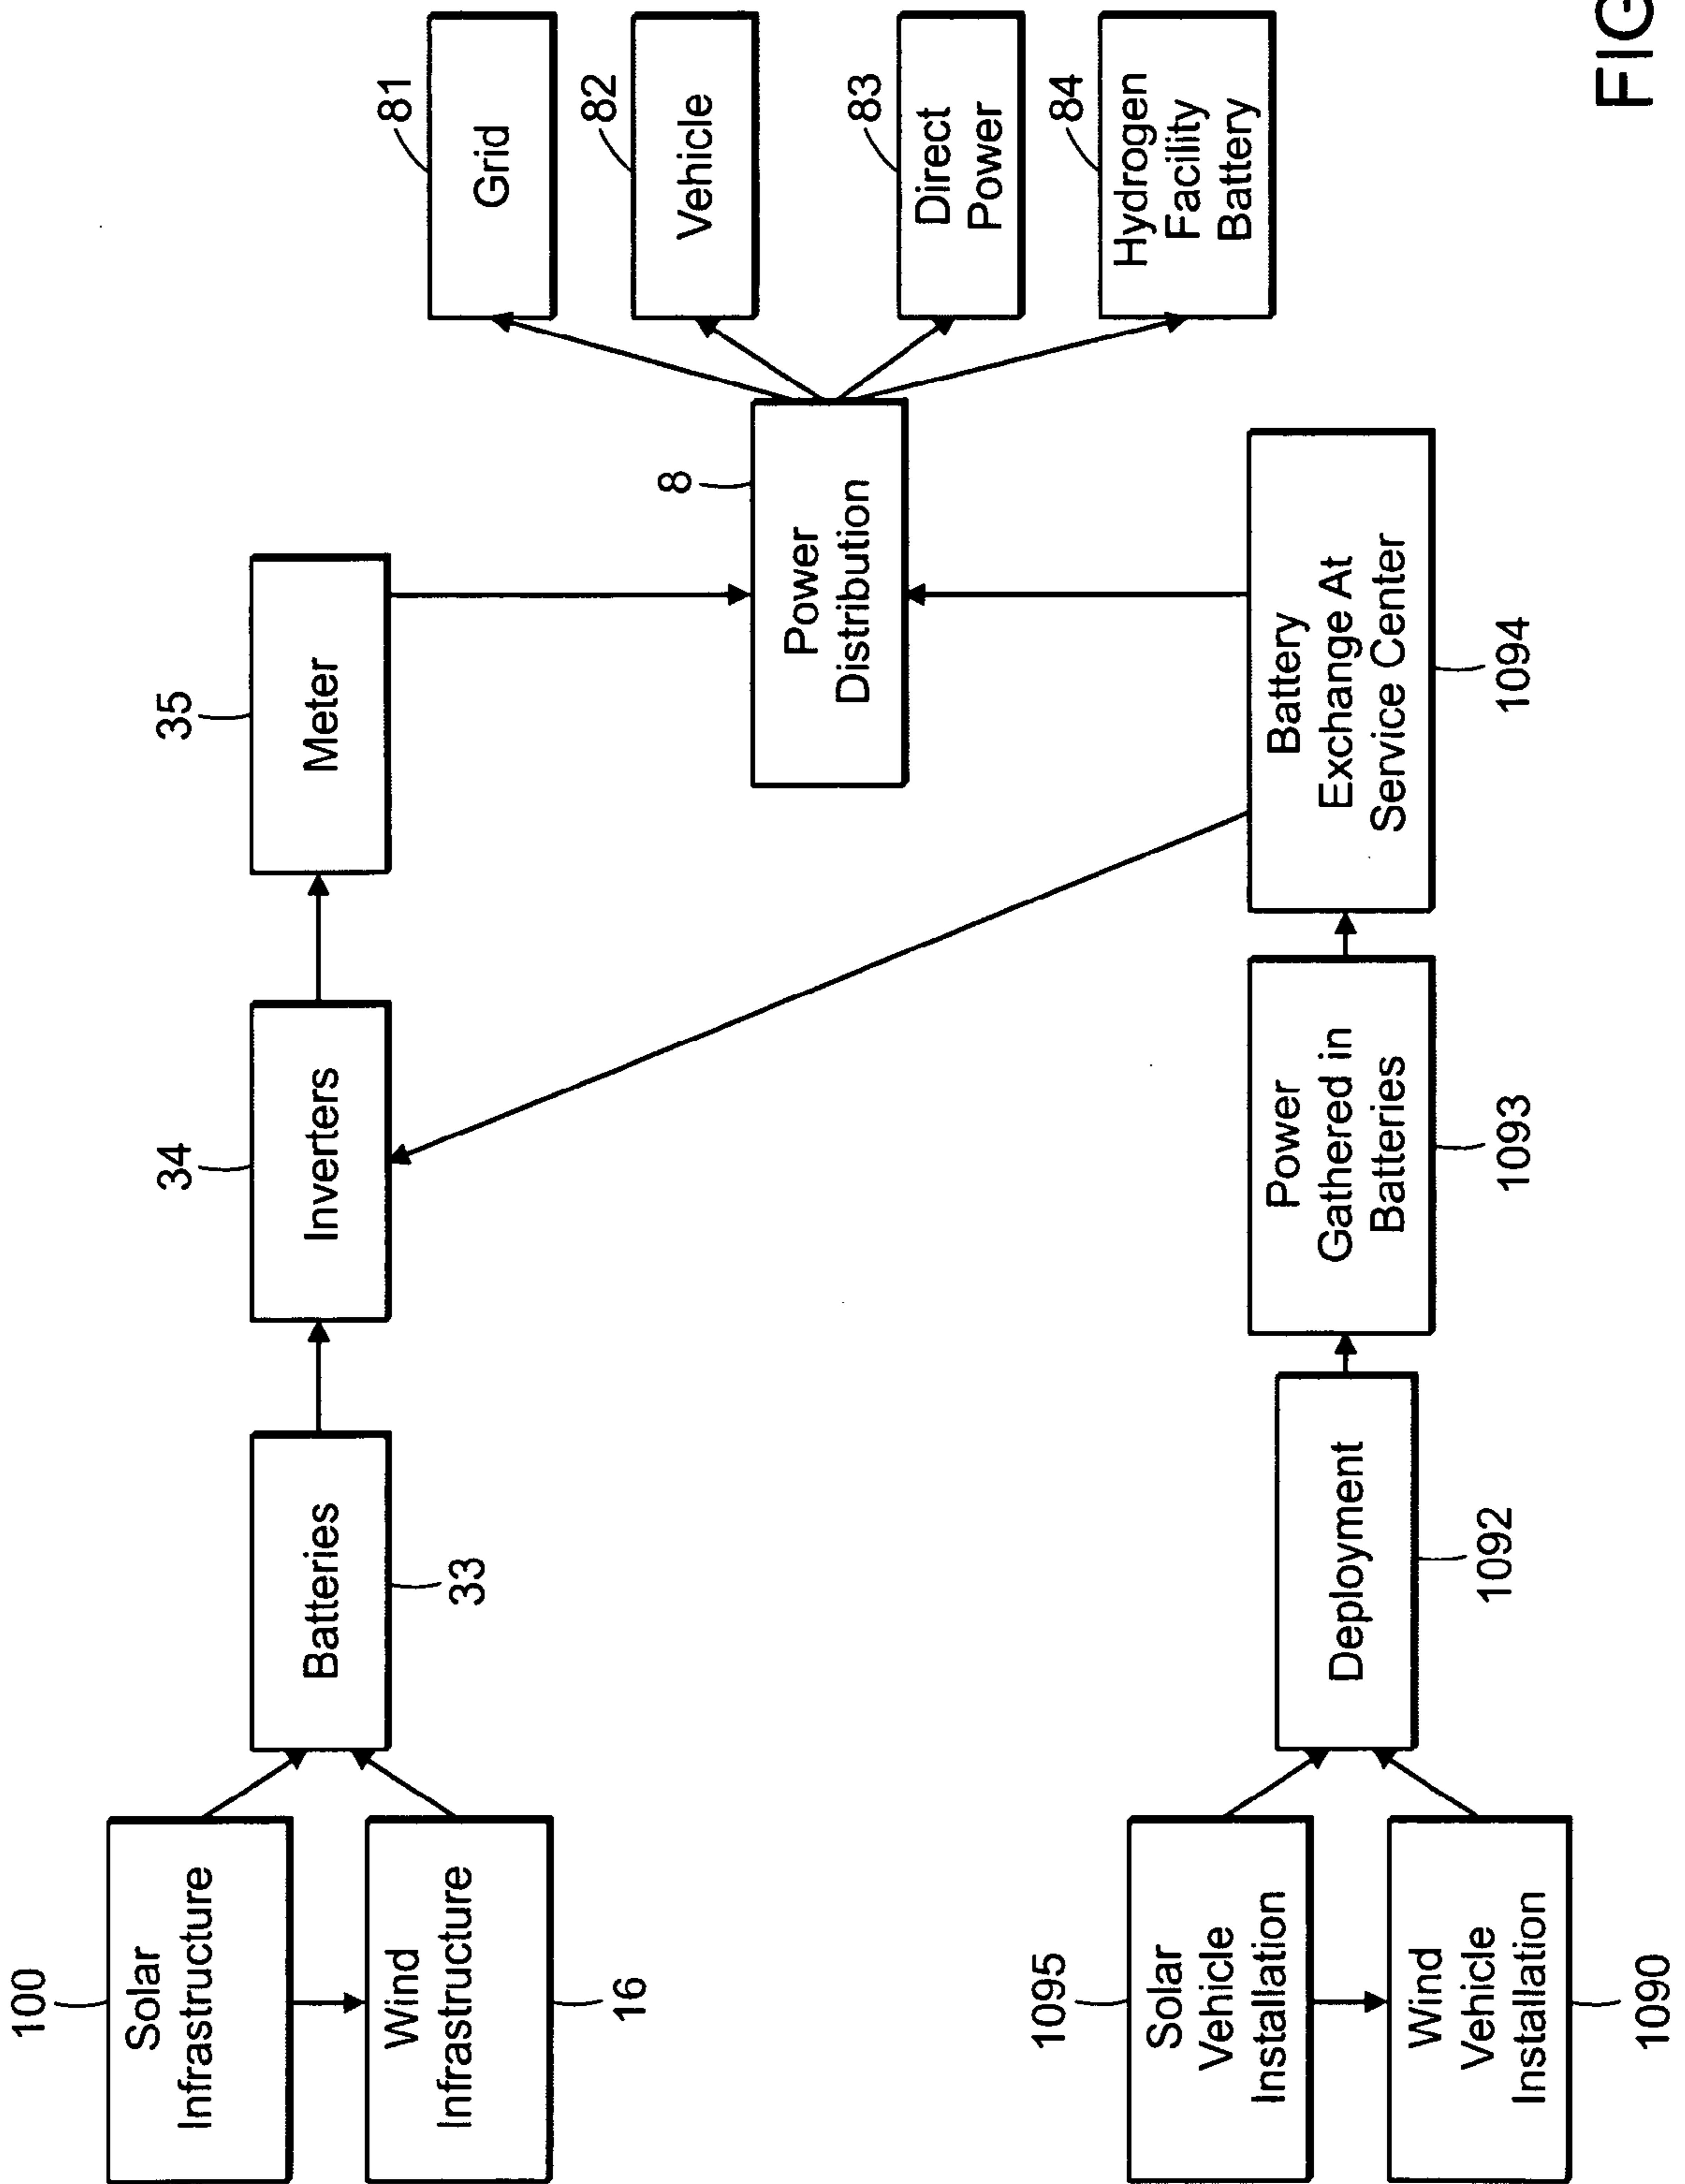 100
Solar
Infrastructure
Wind
Infrastructure
16
Batteries
33
34
Inverters
35
Meter
8
Power
Distribution
81
Grid
82
Vehicle
83
Direct
Power
84
Hydrogen
Facility
Battery
1095
Solar
Vehicle
Installation
Wind
Vehicle
Installation
1090
Deployment
1092
Power
Gathered in
Batteries
1093
Battery
Exchange At
Service Center
1094
FIG